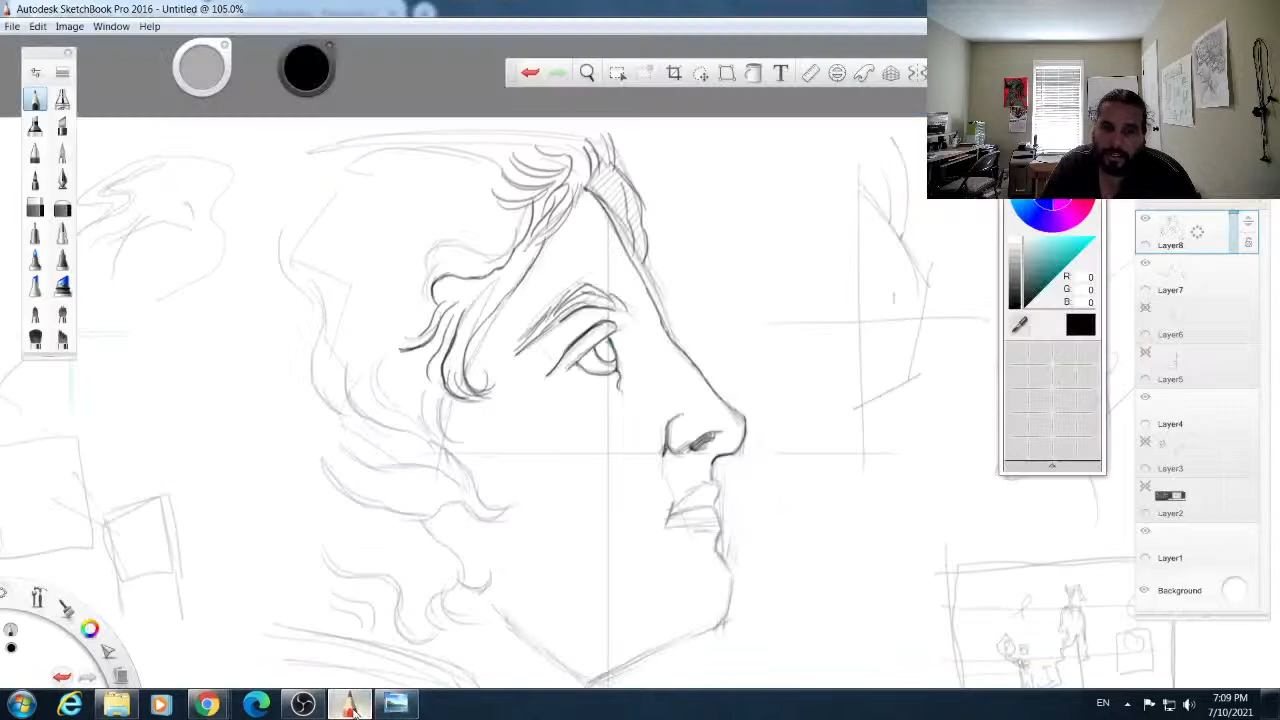 Autodesk SketchBook Pro 2016 - Untitled @ 105.0%
File Edit Image Window Help
T
Layer8
R: 0
G: 0
B: 0
Layer7
Layer6
Layer5
Layer4
Layer3
Layer2
Layer1
Background
EN
7:09 PM
7/10/2021